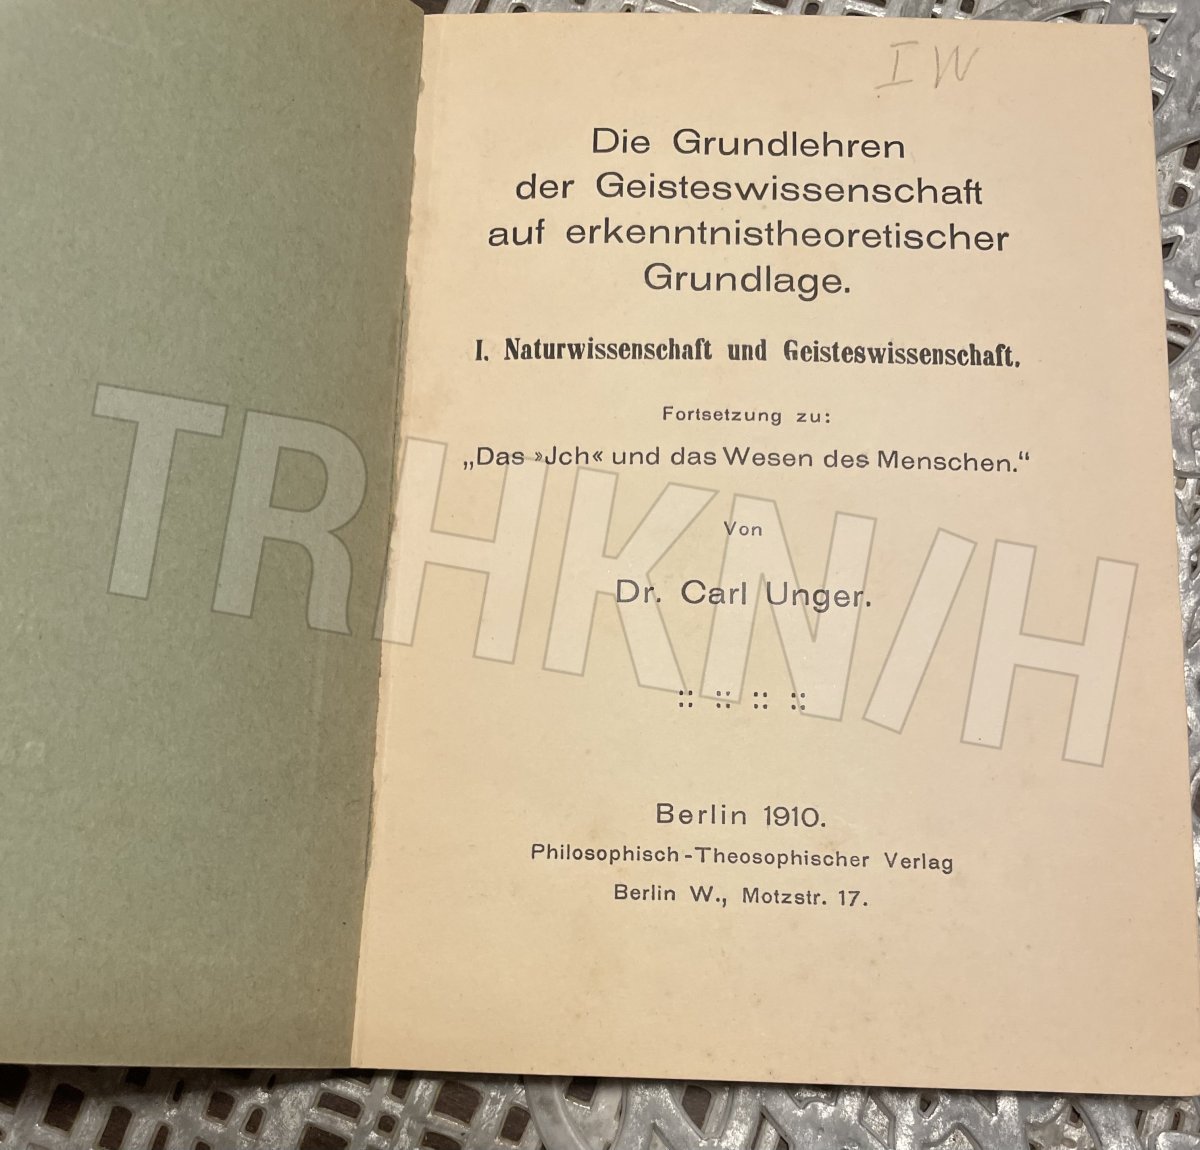 I W
Die Grundlehren
der Geisteswissenschaft
auf erkenntnistheoretischer
Grundlage.
I. Naturwissenschaft und Geisteswissenschaft.
Fortsetzung zu:
„Das »Jch« und das Wesen des Menschen.“
Von
Dr. Carl Unger.
Berlin 1910.
Philosophisch-Theosophischer Verlag
Berlin W., Motzstr. 17.
TRHKN/H